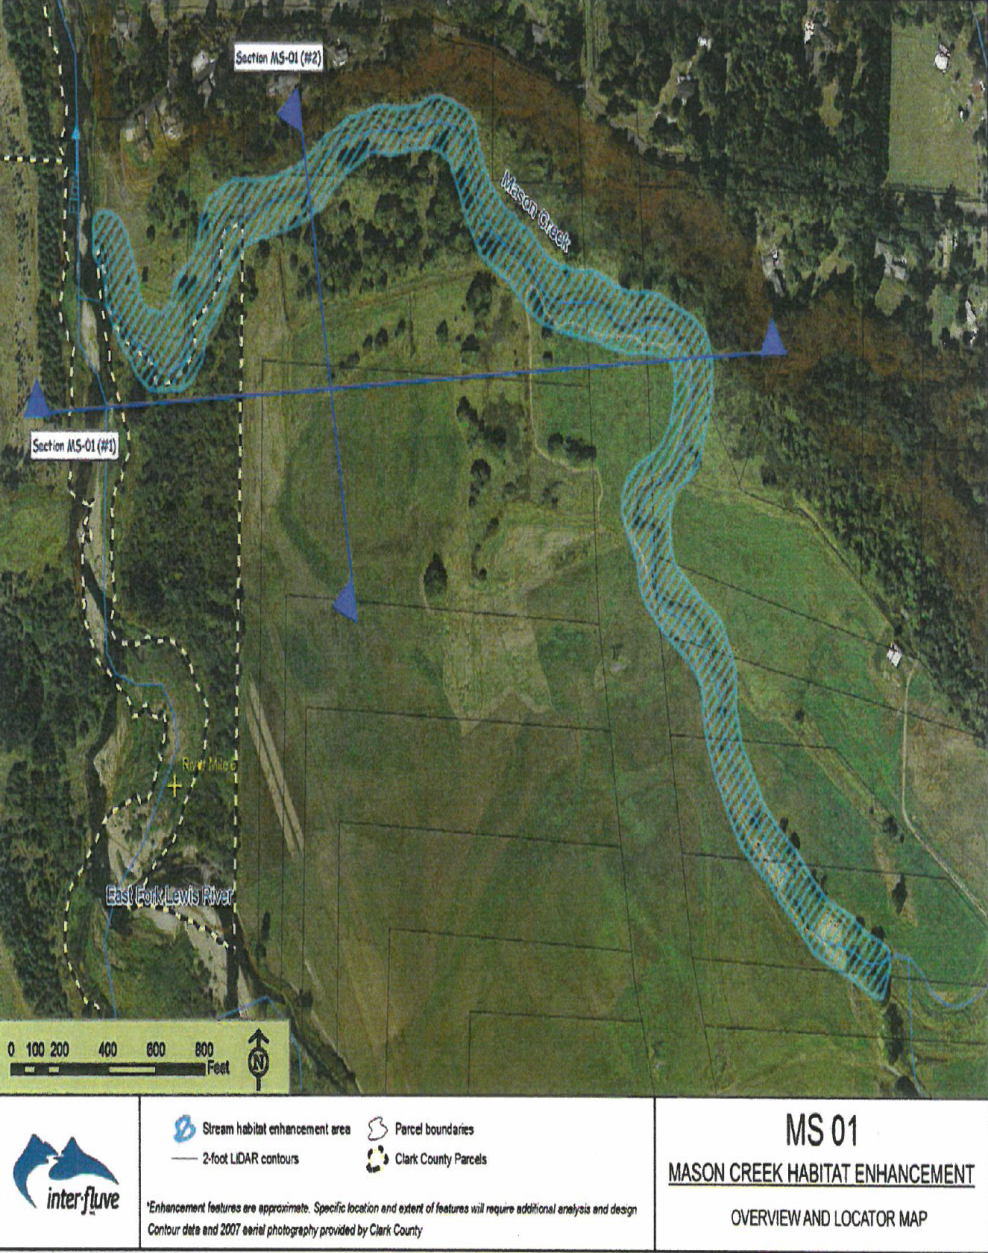 Section MS-01 (#2)
Mason Creek
Section MS-01 (#1)
East Fork Lewis River
0 100 200 400 600 800
Feet
N
inter-fluve
Stream habitat enhancement area
Parcel boundaries
2-foot LiDAR contours
Clark County Parcels
*Enhancement features are approximate. Specific location and extent of features will require additional analysis and design
Contour data and 2007 aerial photography provided by Clark County
MS 01
MASON CREEK HABITAT ENHANCEMENT
OVERVIEW AND LOCATOR MAP
River Mile